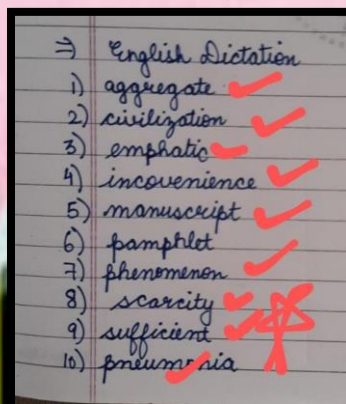 ⇒ English Dictation
1) aggregate
2) civilization
3) emphatic
4) incovenience
5) manuscript
6) pamphlet
7) phenomenon
8) scarcity
9) sufficient
10) pneumonia